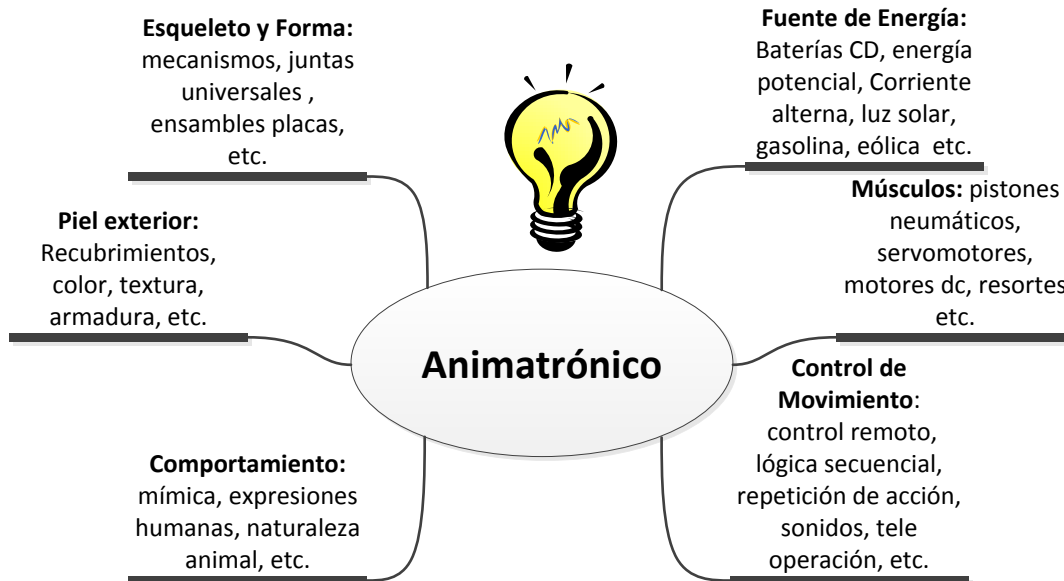 Esqueleto y Forma:
mecanismos, juntas
universales ,
ensambles placas,
etc.
Fuente de Energía:
Baterías CD, energía
potencial, Corriente
alterna, luz solar,
gasolina, eólica  etc.
Piel exterior:
Recubrimientos,
color, textura,
armadura, etc.
Músculos: pistones
neumáticos,
servomotores,
motores dc, resortes
etc.
Animatrónico
Comportamiento:
mímica, expresiones
humanas, naturaleza
animal, etc.
Control de
Movimiento:
control remoto,
lógica secuencial,
repetición de acción,
sonidos, tele
operación, etc.